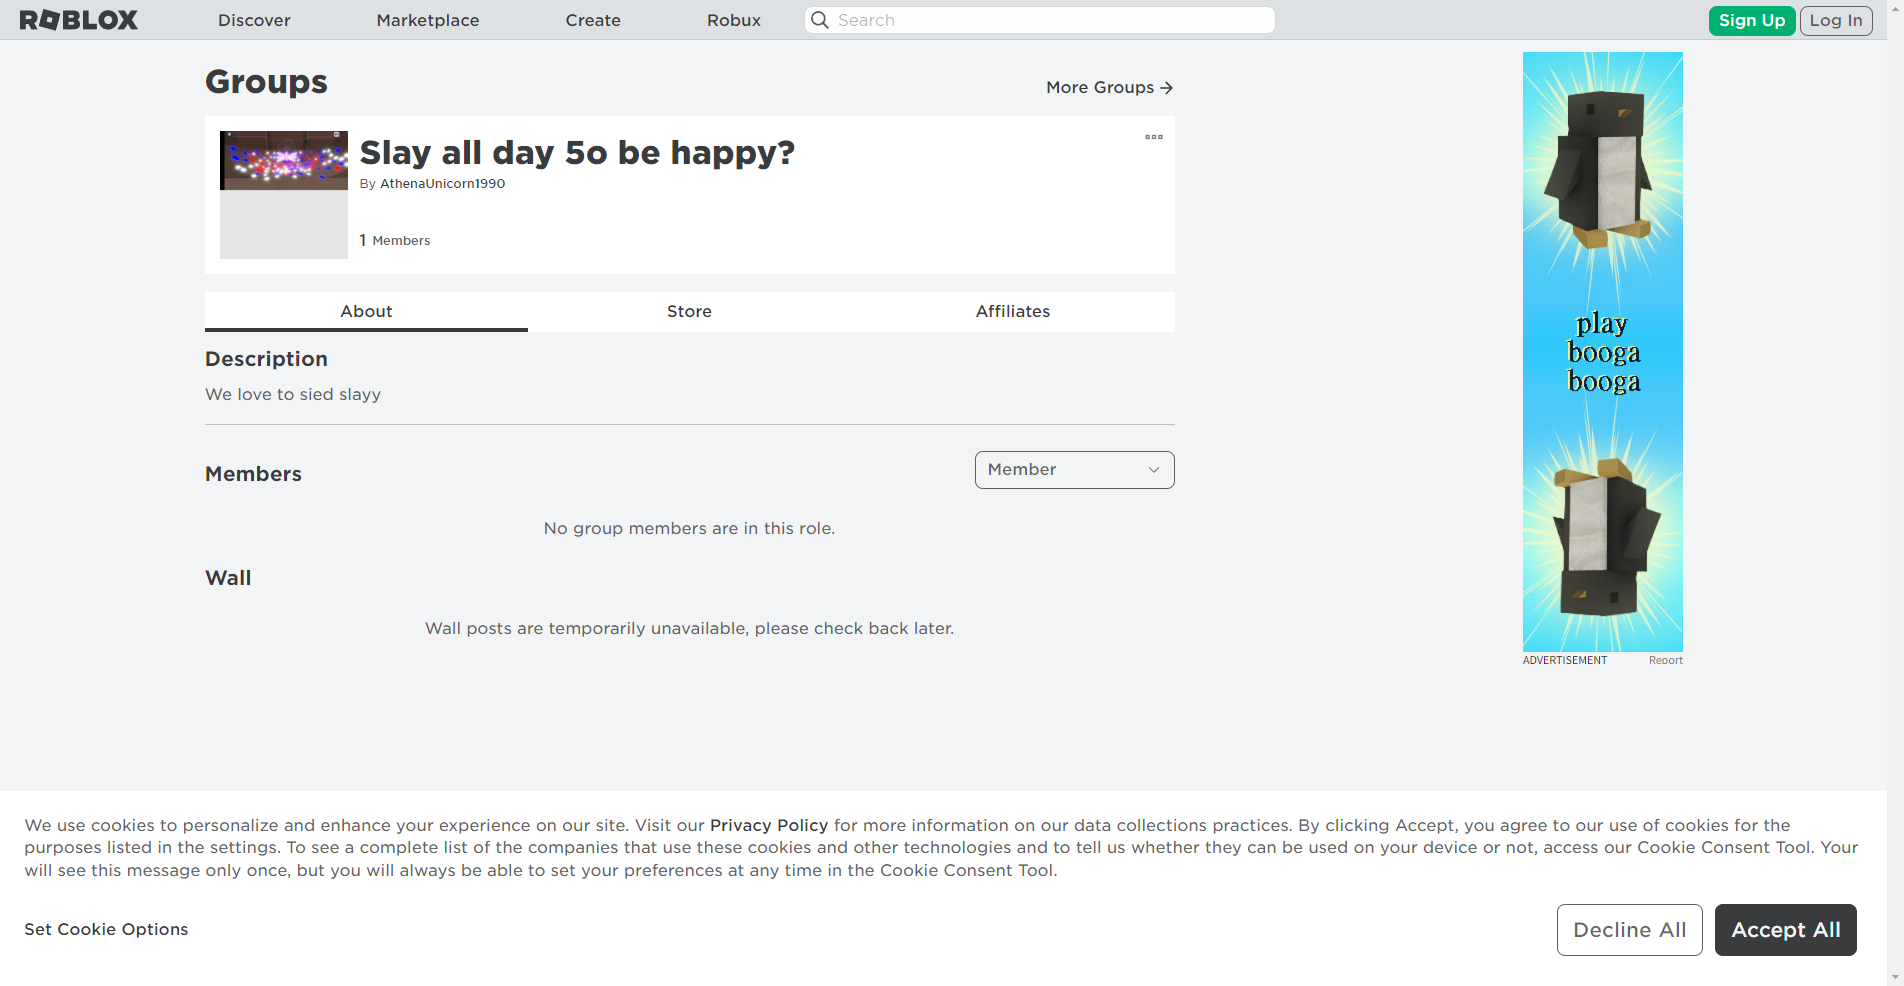 ROBLOX Discover Marketplace Create Robux Search Sign Up Log In
Groups
More Groups
Slay all day 5o be happy?
By AthenaUnicorn1990
1 Members
About Store Affiliates
Description
We love to sied slayy
Members
Member
No group members are in this role.
Wall
Wall posts are temporarily unavailable, please check back later.
play
booga
booga
ADVERTISEMENT Report
We use cookies to personalize and enhance your experience on our site. Visit our Privacy Policy for more information on our data collections practices. By clicking Accept, you agree to our use of cookies for the
purposes listed in the settings. To see a complete list of the companies that use these cookies and other technologies and to tell us whether they can be used on your device or not, access our Cookie Consent Tool. Your
will see this message only once, but you will always be able to set your preferences at any time in the Cookie Consent Tool.
Set Cookie Options
Decline All
Accept All